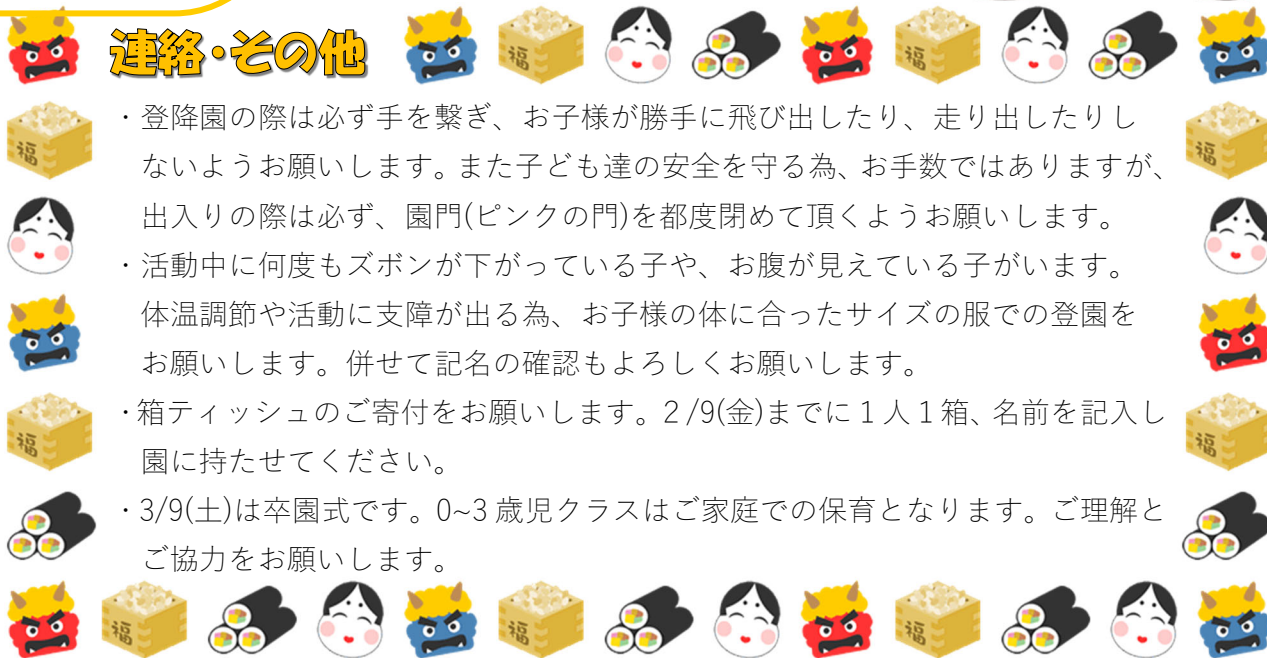 連絡・その他
・登降園の際は必ず手を繋ぎ、お子様が勝手に飛び出したり、走り出したりし
ないようお願いします。また子ども達の安全を守る為、お手数ではありますが、
出入りの際は必ず、園門(ピンクの門)を都度閉めて頂くようお願いします。
・活動中に何度もズボンが下がっている子や、お腹が見えている子がいます。
体温調節や活動に支障が出る為、お子様の体に合ったサイズの服での登園を
お願いします。併せて記名の確認もよろしくお願いします。
・箱ティッシュのご寄付をお願いします。2/9(金)までに1人1箱、名前を記入し
園に持たせてください。
・3/9(土)は卒園式です。0~3歳児クラスはご家庭での保育となります。ご理解と
ご協力をお願いします。
福
福
福
福
福
福
福
福